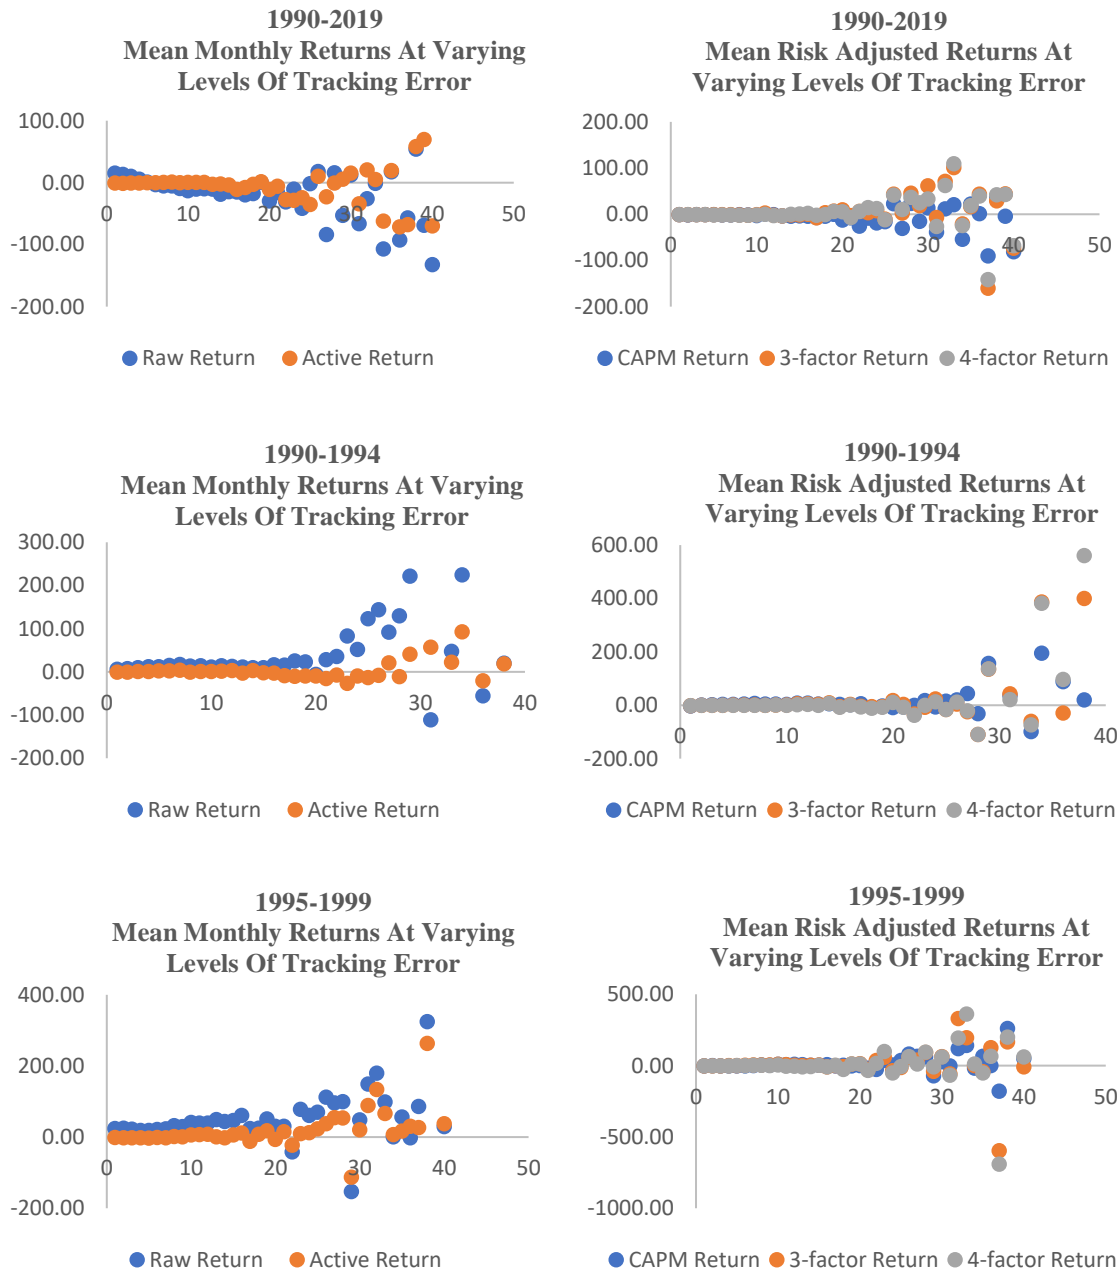 1990-2019
Mean Monthly Returns At Varying
Levels Of Tracking Error
100.00
0.00
-100.00
-200.00
0 10 20 30 40 50
Raw Return Active Return
1990-2019
Mean Risk Adjusted Returns At
Varying Levels Of Tracking Error
200.00
100.00
0.00
-100.00
-200.00
0 10 20 30 40 50
CAPM Return 3-factor Return 4-factor Return
1990-1994
Mean Monthly Returns At Varying
Levels Of Tracking Error
300.00
200.00
100.00
0.00
-100.00
-200.00
0 10 20 30 40
Raw Return Active Return
1990-1994
Mean Risk Adjusted Returns At
Varying Levels Of Tracking Error
600.00
400.00
200.00
0.00
-200.00
0 10 20 30 40
CAPM Return 3-factor Return 4-factor Return
1995-1999
Mean Monthly Returns At Varying
Levels Of Tracking Error
400.00
200.00
0.00
-200.00
0 10 20 30 40 50
Raw Return Active Return
1995-1999
Mean Risk Adjusted Returns At
Varying Levels Of Tracking Error
500.00
0.00
-500.00
-1000.00
0 10 20 30 40 50
CAPM Return 3-factor Return 4-factor Return